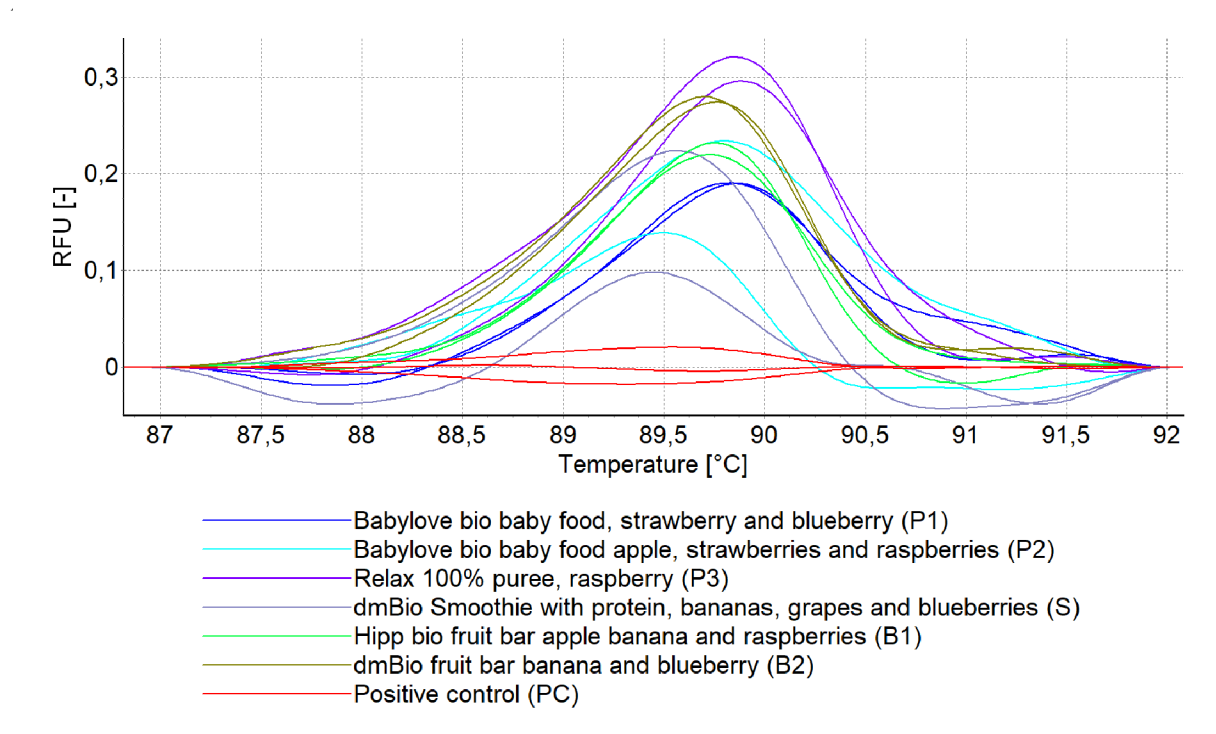 0,3
0,2
0,1
0
RFU [-]
87 87,5 88 88,5 89 89,5 90 90,5 91 91,5 92
Temperature [°C]
Babylove bio baby food, strawberry and blueberry (P1)
Babylove bio baby food apple, strawberries and raspberries (P2)
Relax 100% puree, raspberry (P3)
dmBio Smoothie with protein, bananas, grapes and blueberries (S)
Hipp bio fruit bar apple banana and raspberries (B1)
dmBio fruit bar banana and blueberry (B2)
Positive control (PC)